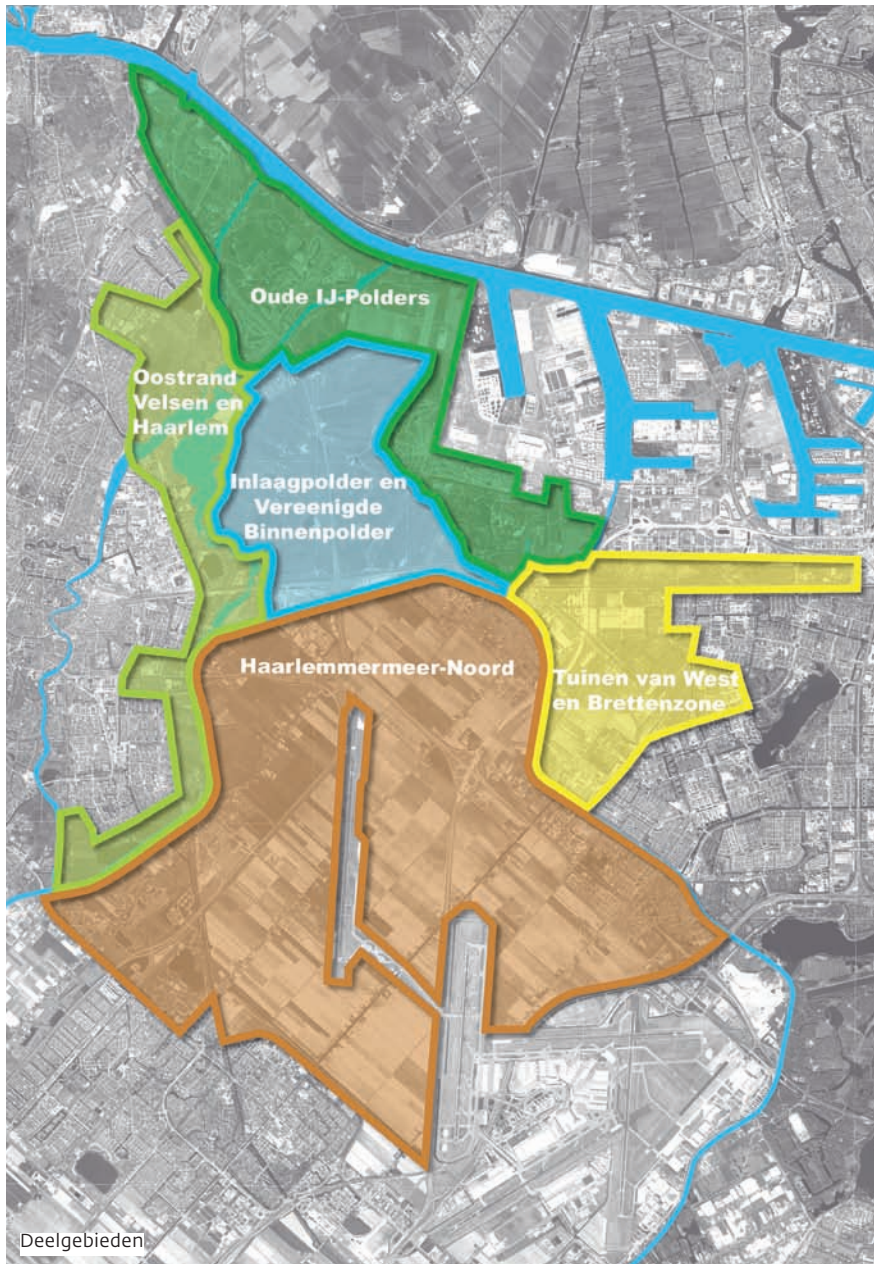 Oude IJ-Polders
Oostrand
Velsen en
Haarlem
Inlaagpolder en
Vereenigde
Binnenpolder
Haarlemmermeer-Noord
Tuinen van West
en Brettenzone
Deelgebieden